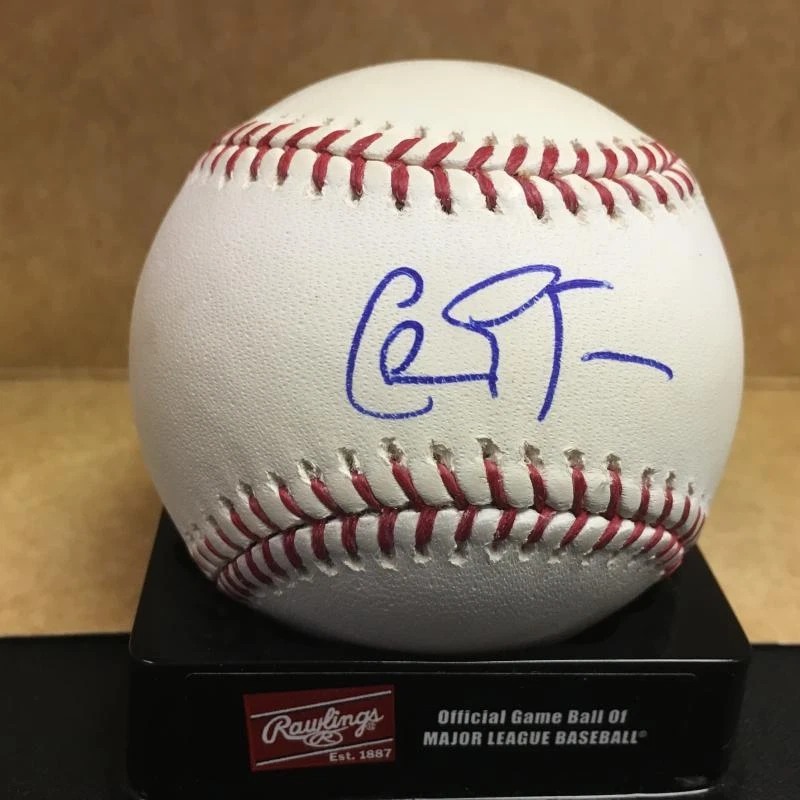 Rawlings®
Est. 1887
Official Game Ball Of
MAJOR LEAGUE BASEBALL®